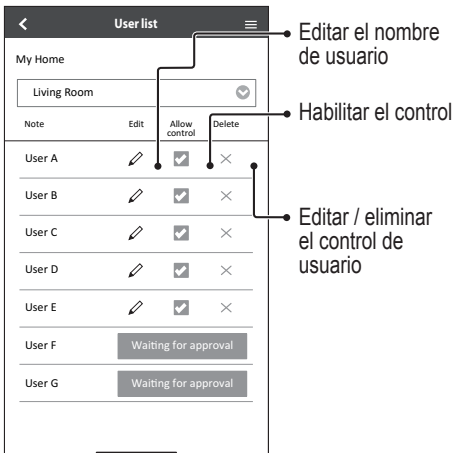 User list
My Home
Living Room
Note Edit Allow control Delete
User A
User B
User C
User D
User E
User F Waiting for approval
User G Waiting for approval
Editar el nombre
de usuario
Habilitar el control
Editar / eliminar
el control de
usuario